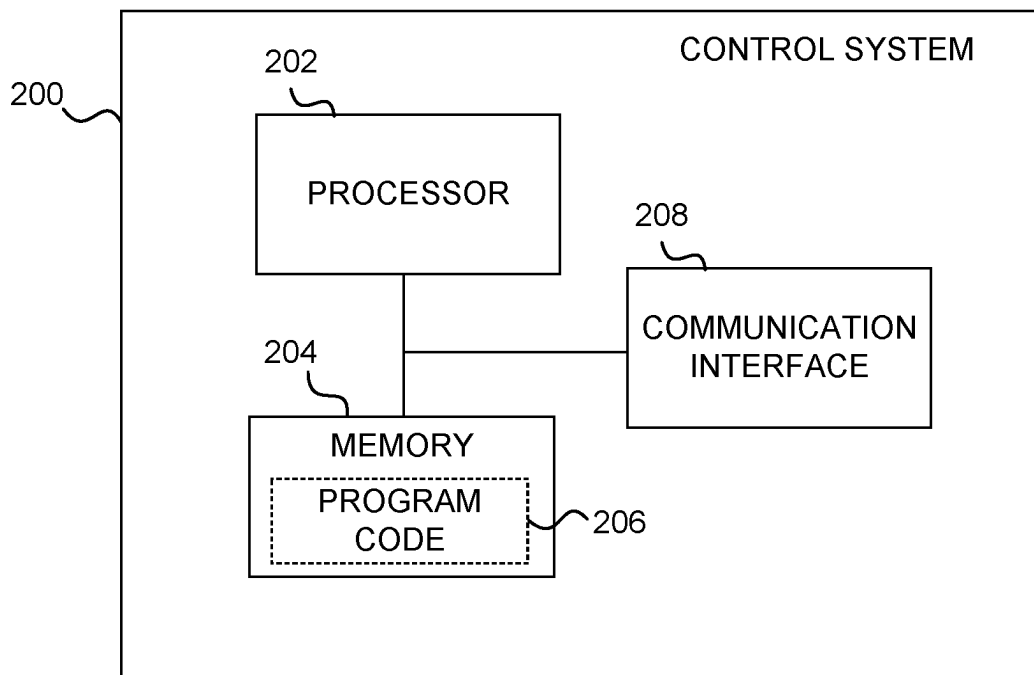 CONTROL SYSTEM
202
200
PROCESSOR
208
COMMUNICATION
INTERFACE
204
MEMORY
PROGRAM
CODE
206